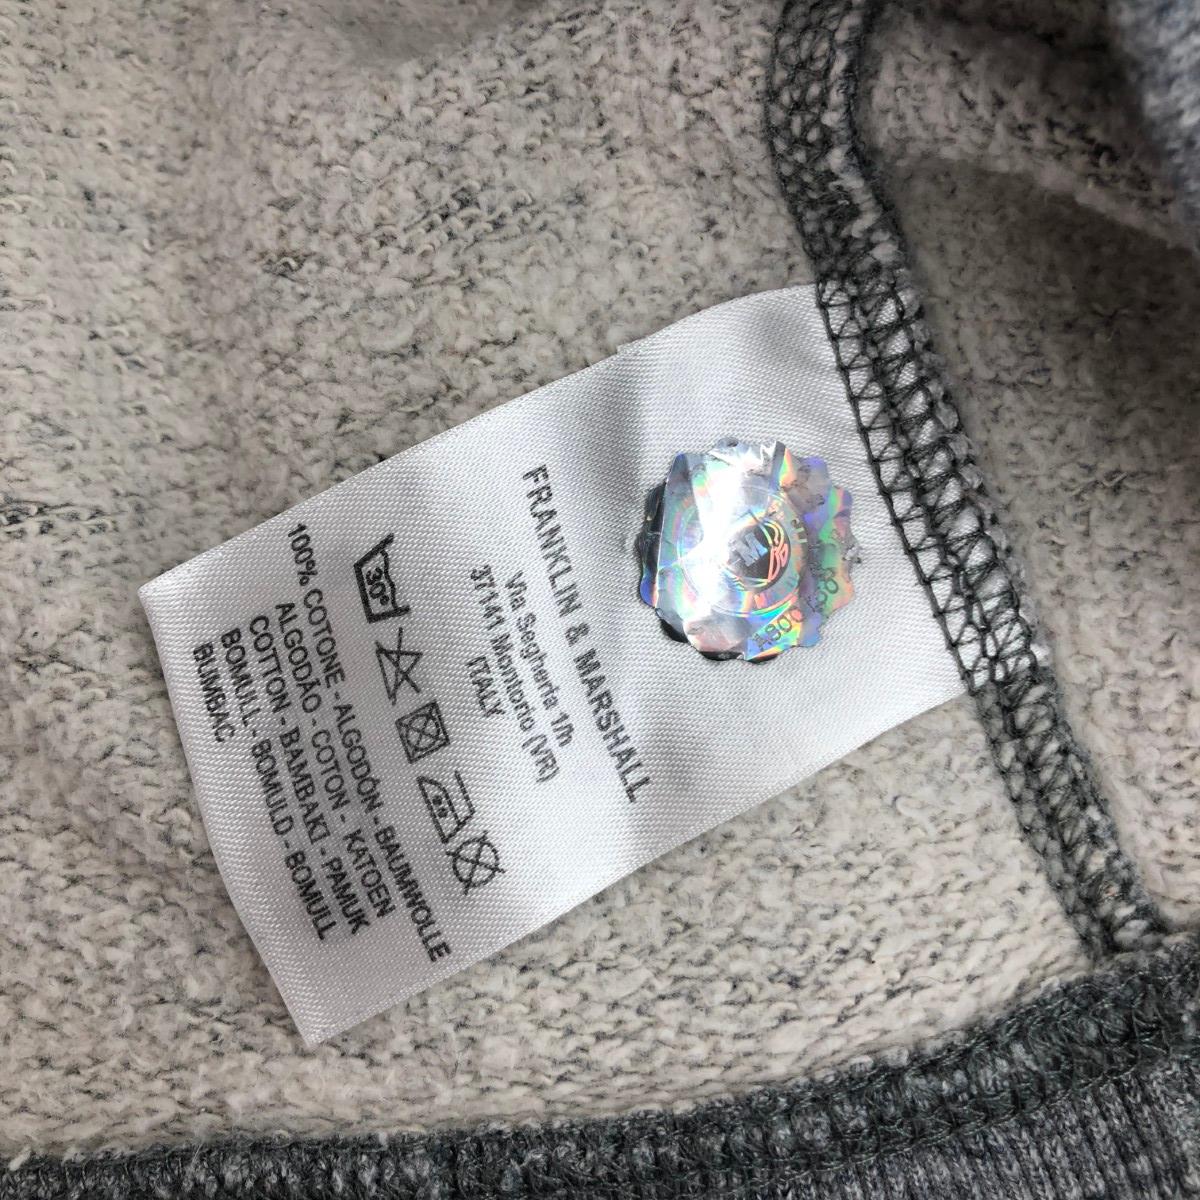 FRANKLIN & MARSHALL
Via Segheria 1/h
37141 Montorio (VR)
ITALY
30°
100% COTONE - ALGODÓN - BAUMWOLLE
ALGODÃO - COTON - KATOEN
COTTON - BAMBAKI - PAMUK
BOMULL - BOMULD - BOMULL
BUMBAC